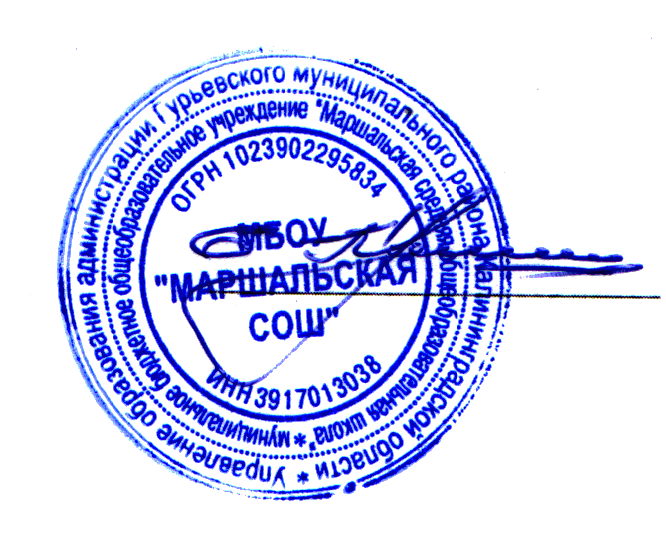 Управление образования администрации Гурьевского муниципального района Калининградской области *
муниципальное бюджетное общеобразовательное учреждение "Маршальская средняя общеобразовательная школа" *
ОГРН 1023902295834
МБОУ
"МАРШАЛЬСКАЯ
СОШ"
ИНН 3917013038